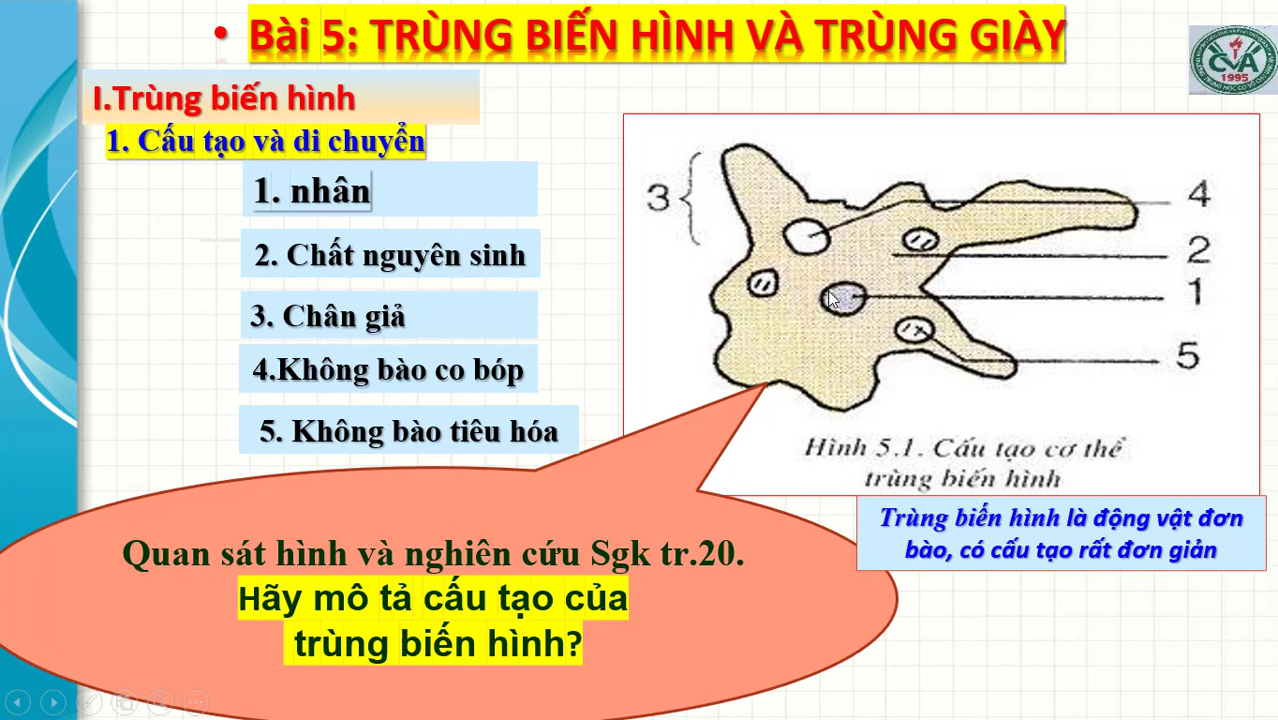 • Bài 5: TRÙNG BIẾN HÌNH VÀ TRÙNG GIÀY
CVA
1995
I.Trùng biến hình
1. Cấu tạo và di chuyển
1. nhân
2. Chất nguyên sinh
3. Chân giả
4.Không bào co bóp
5. Không bào tiêu hóa
3
4
2
1
5
Hình 5.1. Cấu tạo cơ thể
trùng biến hình
Trùng biến hình là động vật đơn
bào, có cấu tạo rất đơn giản
Quan sát hình và nghiên cứu Sgk tr.20.
Hãy mô tả cấu tạo của
trùng biến hình?